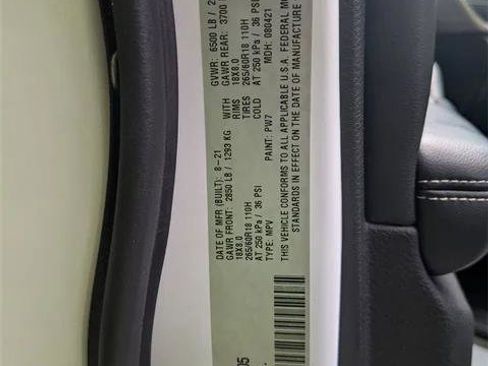 DATE OF MFR (BUILT): 8-21 GVWR: 6500 LB /
GAWR FRONT: 2850 LB / 1293 KG WITH GAWR REAR: 3700
18X8.0 RIMS 18X8.0
265/60R18 110H TIRES 265/60R18 110H
AT 250 kPa / 36 PSI COLD AT 250 kPa / 36 PSI
TYPE: MPV PAINT: PW7 MDH: 080421
THIS VEHICLE CONFORMS TO ALL APPLICABLE U.S.A. FEDERAL
STANDARDS IN EFFECT ON THE DATE OF MANUFACTURE